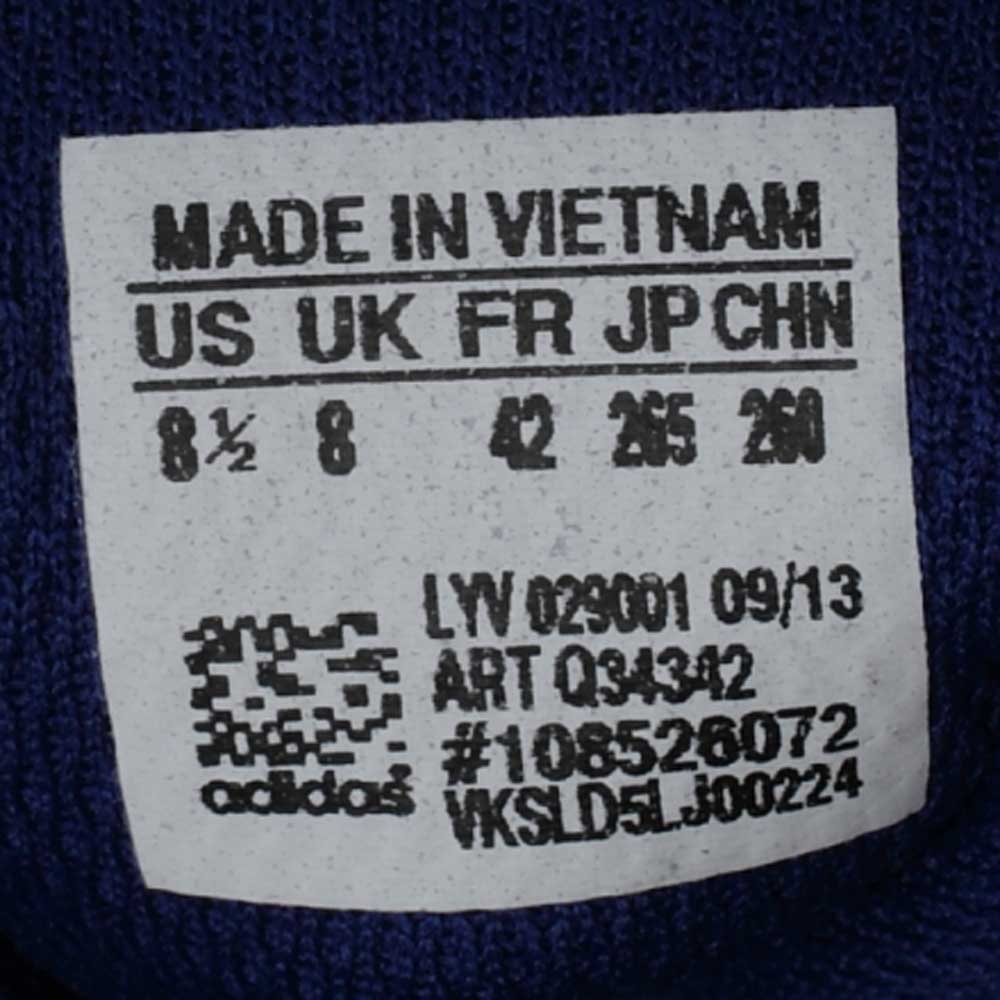 MADE IN VIETNAM
US UK FR JP CHN
8½ 8 42 265 260
LYV 029001 09/13
ART Q34342
#108526072
VKSLD5LJ00224
adidas